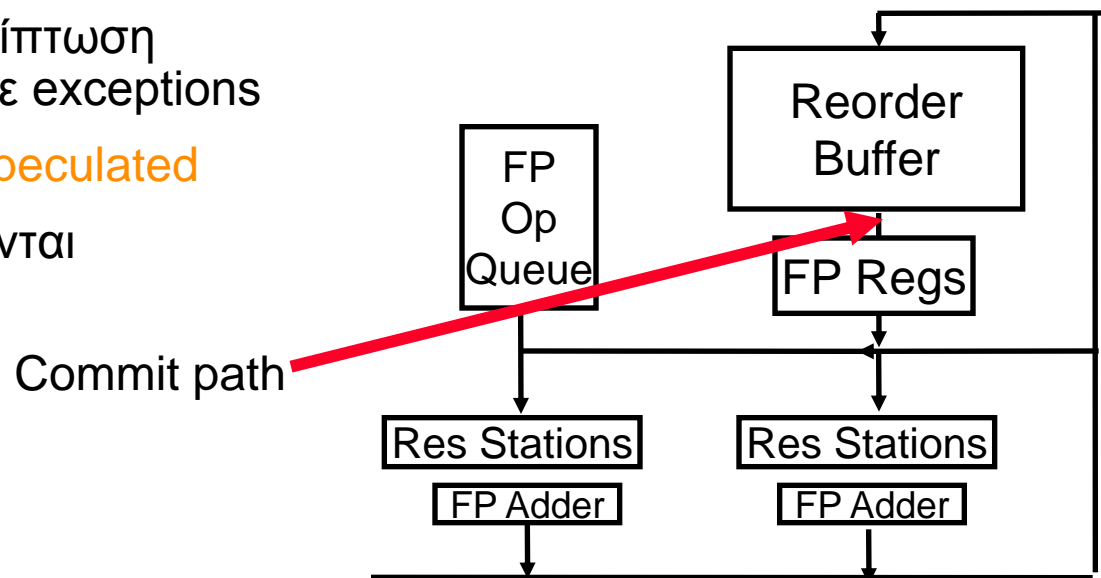 ίπτωση
ε exceptions
peculated
νται
Commit path
FP
Op
Queue
Reorder
Buffer
FP Regs
Res Stations
Res Stations
FP Adder
FP Adder